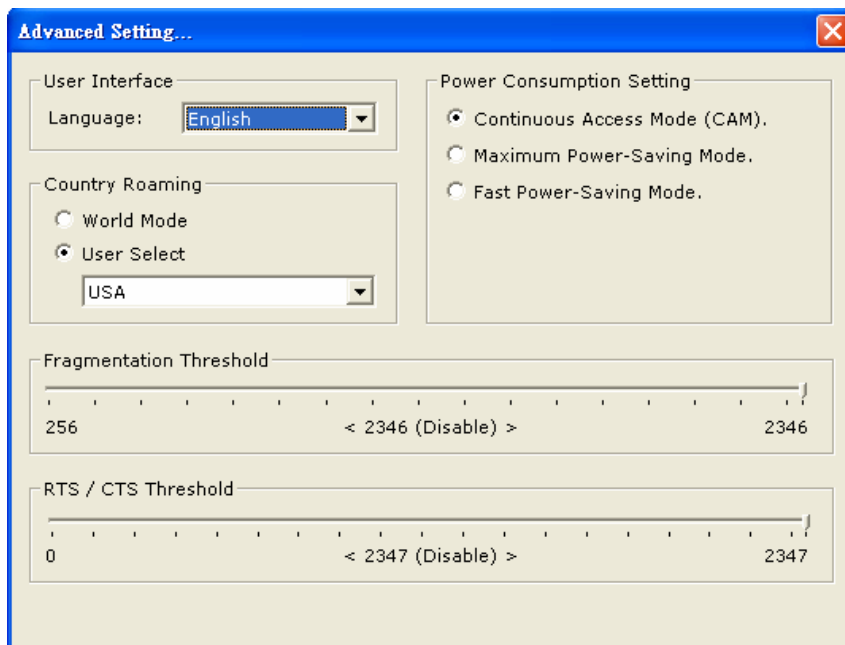 Advanced Setting...
User Interface
Language:
English
Country Roaming
World Mode
User Select
USA
Power Consumption Setting
Continuous Access Mode (CAM).
Maximum Power-Saving Mode.
Fast Power-Saving Mode.
Fragmentation Threshold
256 < 2346 (Disable) > 2346
RTS / CTS Threshold
0 < 2347 (Disable) > 2347